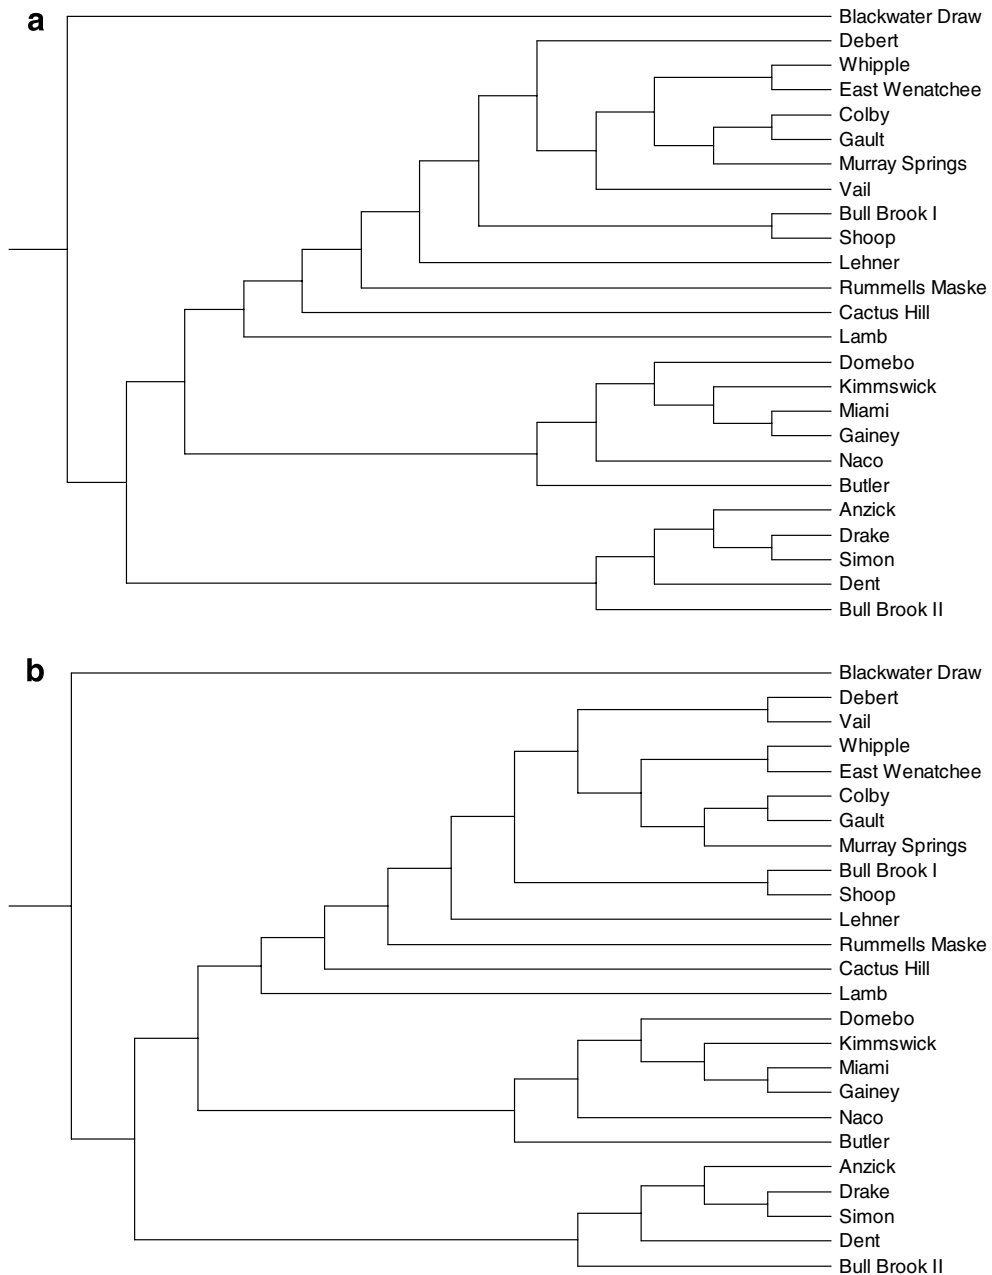 a
Blackwater Draw
Debert
Whipple
East Wenatchee
Colby
Gault
Murray Springs
Vail
Bull Brook I
Shoop
Lehner
Rummells Maske
Cactus Hill
Lamb
Domebo
Kimmswick
Miami
Gainey
Naco
Butler
Anzick
Drake
Simon
Dent
Bull Brook II
b
Blackwater Draw
Debert
Vail
Whipple
East Wenatchee
Colby
Gault
Murray Springs
Bull Brook I
Shoop
Lehner
Rummells Maske
Cactus Hill
Lamb
Domebo
Kimmswick
Miami
Gainey
Naco
Butler
Anzick
Drake
Simon
Dent
Bull Brook II